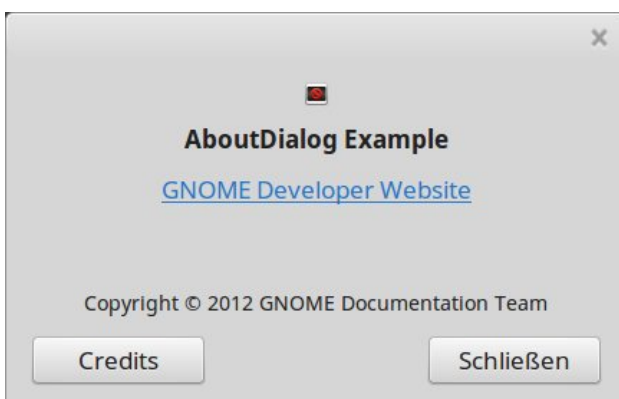 AboutDialog Example
GNOME Developer Website
Copyright © 2012 GNOME Documentation Team
Credits
Schließen